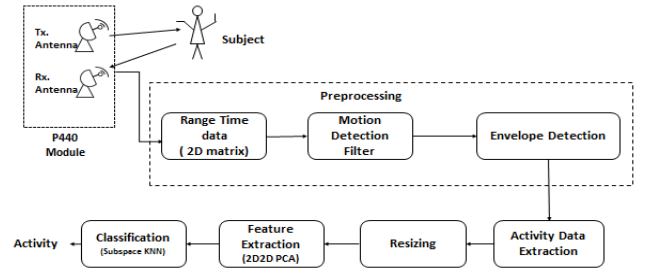 Tx.
Antenna
Subject
Rx.
Antenna
P440
Module
Preprocessing
Range Time
data
( 2D matrix)
Motion
Detection
Filter
Envelope Detection
Activity
Classification
(Subspace KNN)
Feature
Extraction
(2D2D PCA)
Resizing
Activity Data
Extraction